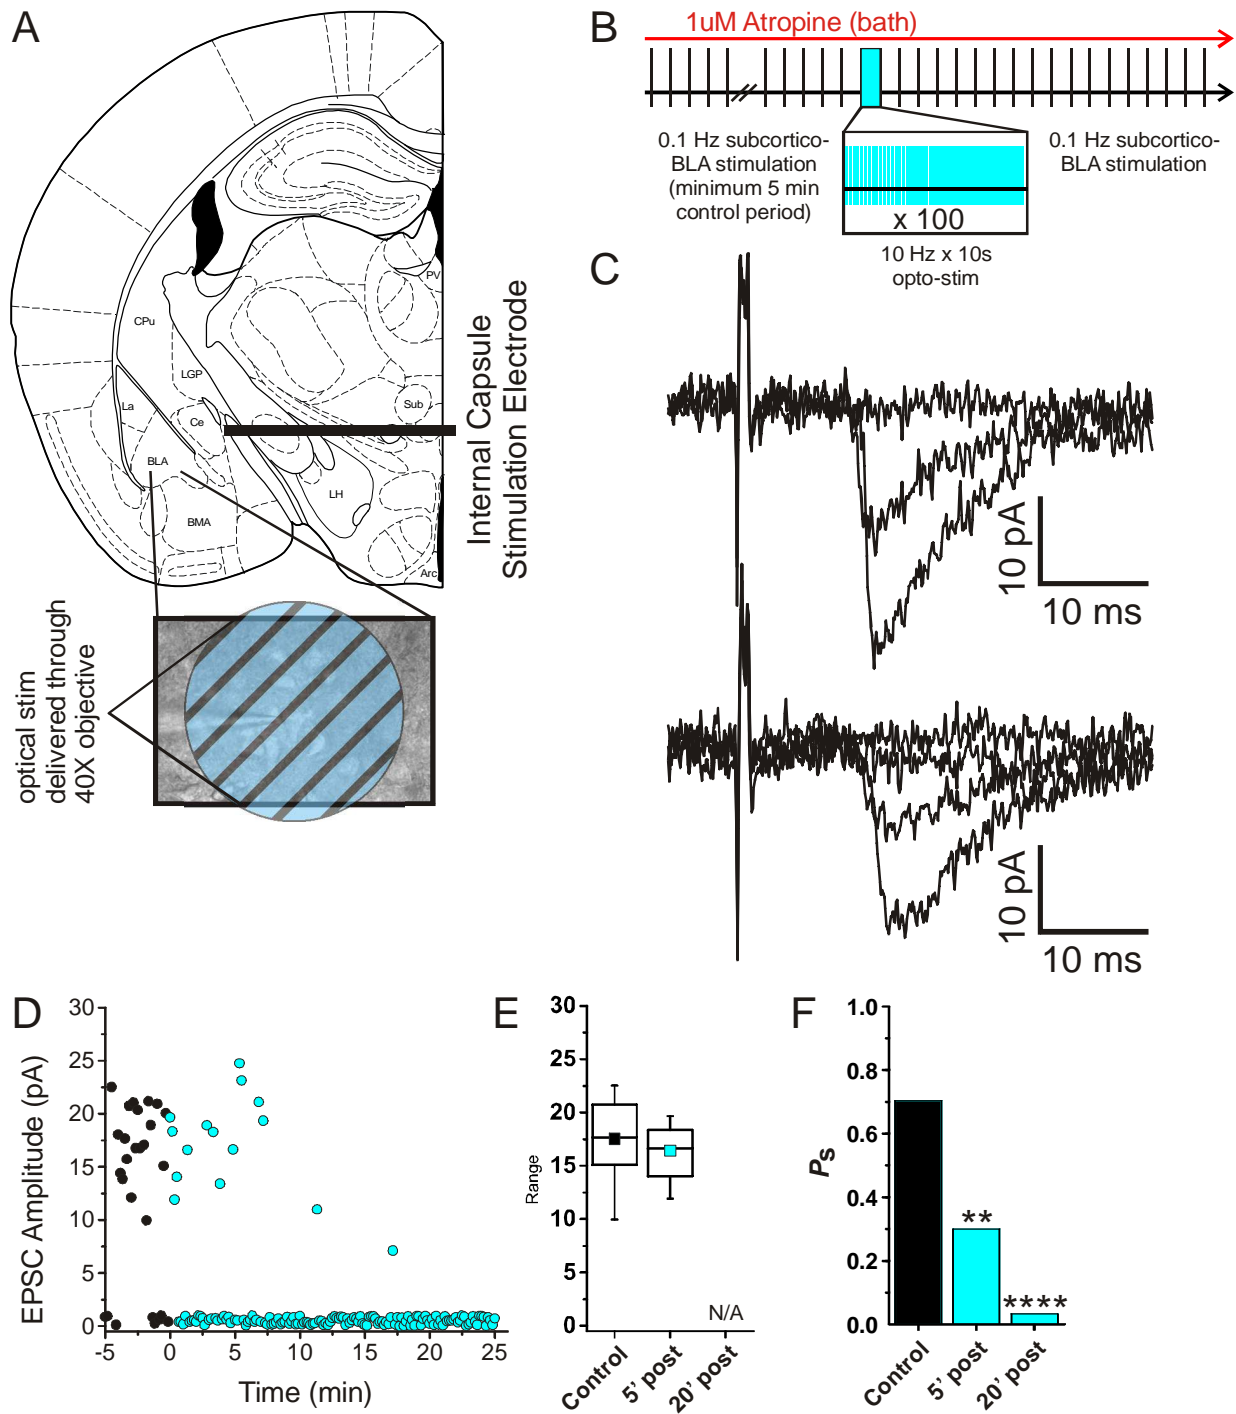 A
CPu
LGP
La
Ce
BLA
BMA
PV
Sub
LH
Arc
Internal Capsule
Stimulation Electrode
optical stim
delivered through
40X objective
B
1uM Atropine (bath)
0.1 Hz subcortico-
BLA stimulation
(minimum 5 min
control period)
x 100
10 Hz x 10s
opto-stim
0.1 Hz subcortico-
BLA stimulation
C
10 pA
10 ms
10 pA
10 ms
D
EPSC Amplitude (pA)
30
25
20
15
10
5
0
-5 0 5 10 15 20 25
Time (min)
E
Range
30
25
20
15
10
5
0
N/A
Control 5' post 20' post
F
Ps
1.0
0.8
0.6
0.4
0.2
0.0
**
****
Control 5' post 20' post